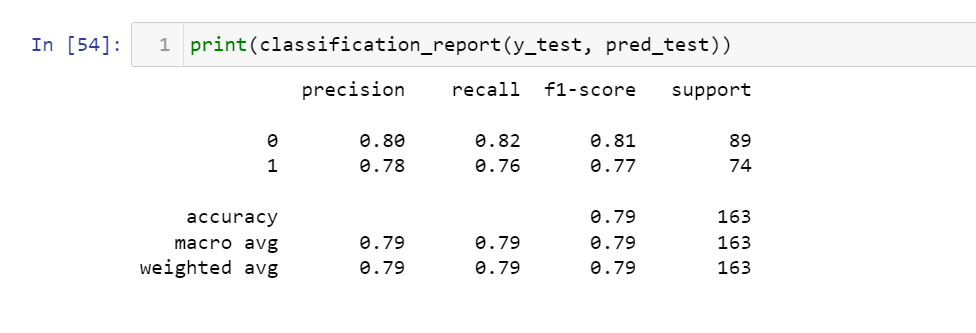 In [54]: 1 print(classification_report(y_test, pred_test))
precision recall f1-score support
0 0.80 0.82 0.81 89
1 0.78 0.76 0.77 74
accuracy 0.79 163
macro avg 0.79 0.79 0.79 163
weighted avg 0.79 0.79 0.79 163